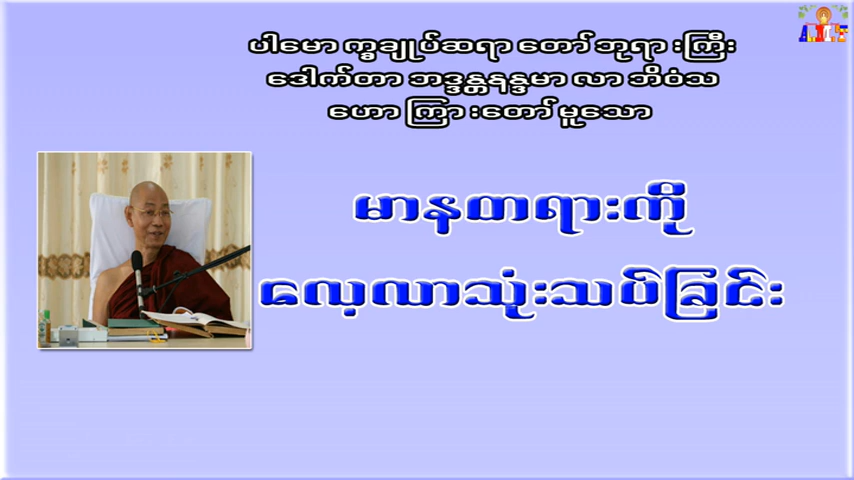 ပါမော က္ခချုပ်ဆရာ တော် ဘုရား းကြီး
ဒေါက်တာ ဘဒ္ဒန္တနန္ဒမာ လာ ဘိဝံသ
ဟော ကြာ းတော် မူသော
မာနတရားကို
လေ့လာသုံးသပ်ခြင်း